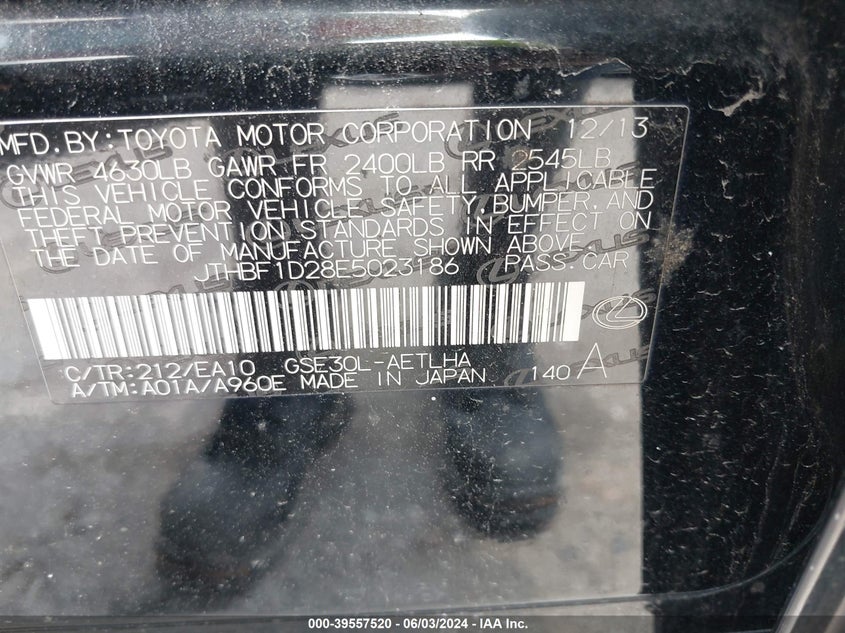 MFD.BY:TOYOTA MOTOR CORPORATION 12/13
GVWR 4630LB GAWR FR 2400LB RR 2545LB
THIS VEHICLE CONFORMS TO ALL APPLICABLE
FEDERAL MOTOR VEHICLE SAFETY,BUMPER,AND
THEFT PREVENTION STANDARDS IN EFFECT ON
THE DATE OF MANUFACTURE SHOWN ABOVE.
JTHBF1D28E5023186 PASS.CAR
C/TR:212/EA10 GSE30L-AETLHA
A/TM:A01A/A960E MADE IN JAPAN 140 A
LEXUS
000-39557520 - 06/03/2024 - IAA Inc.